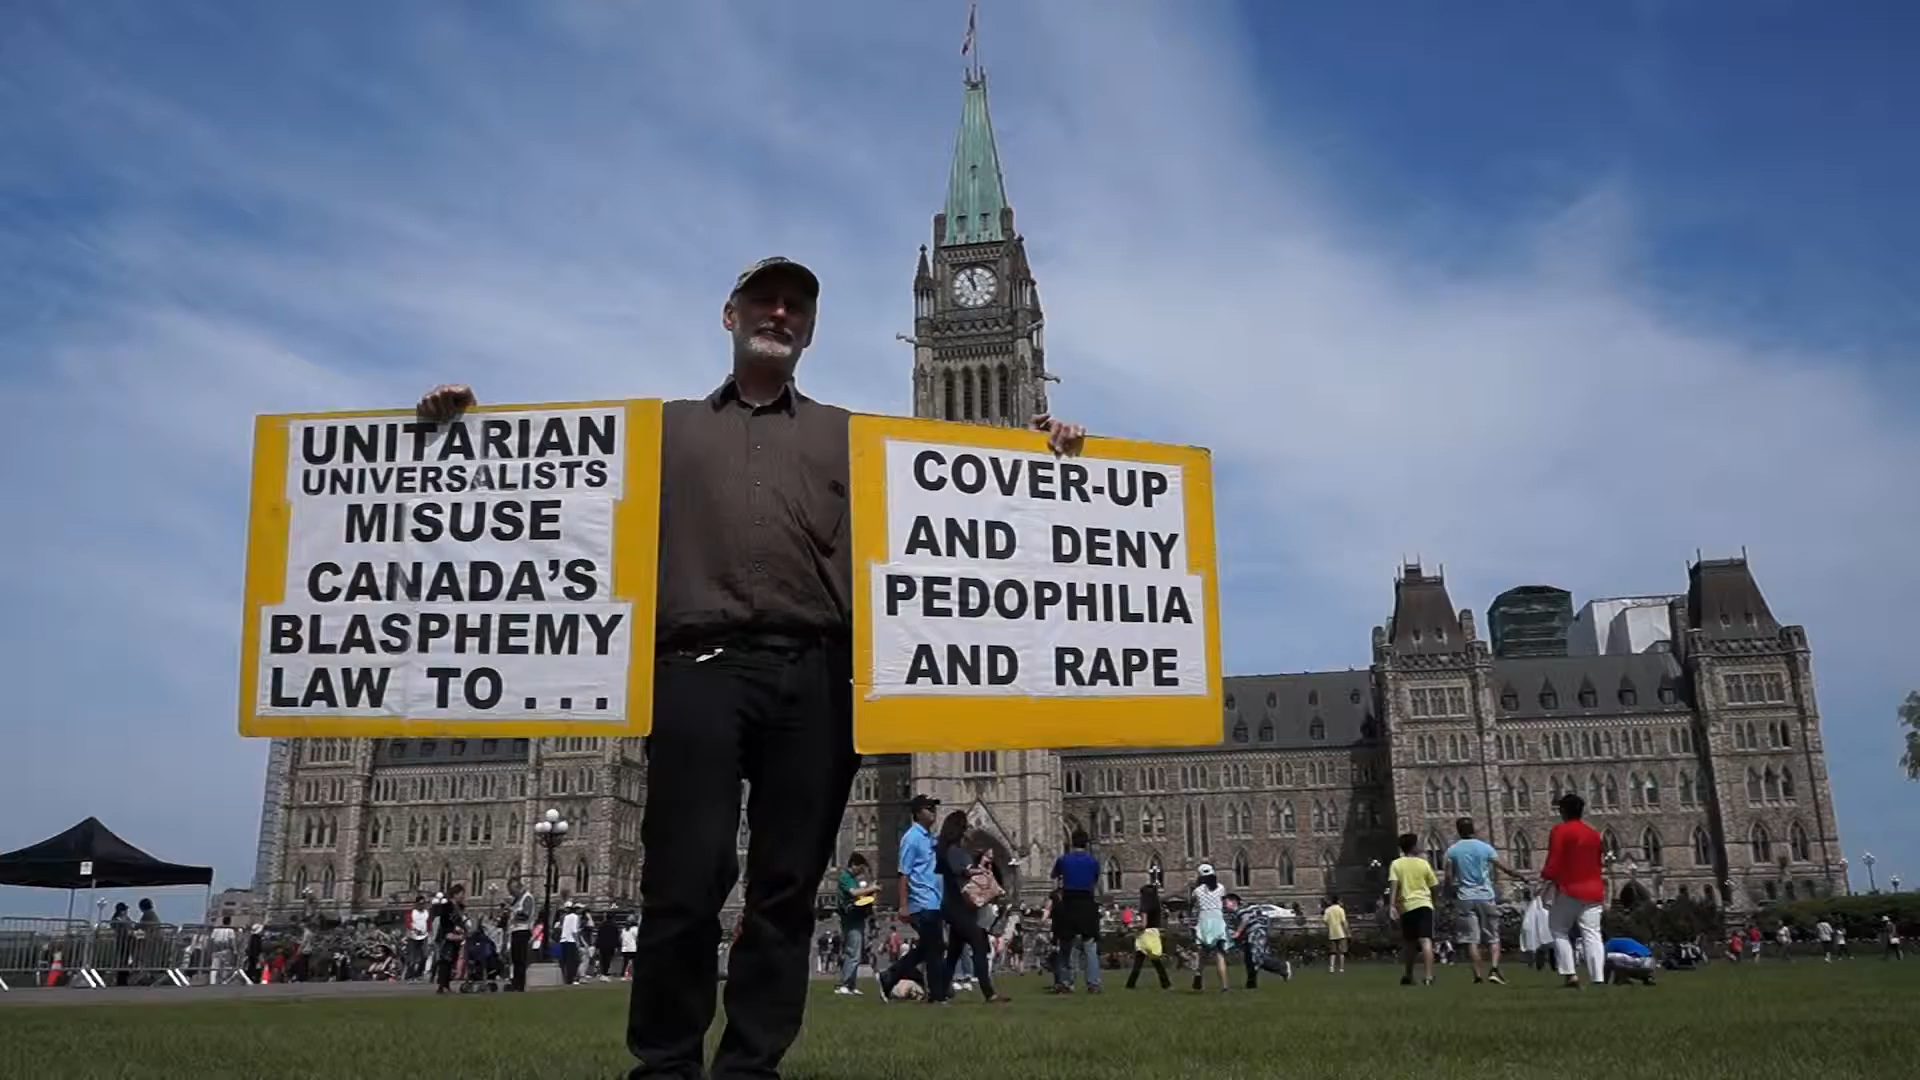 UNITARIAN
UNIVERSALISTS
MISUSE
CANADA'S
BLASPHEMY
LAW TO . . .
COVER-UP
AND DENY
PEDOPHILIA
AND RAPE